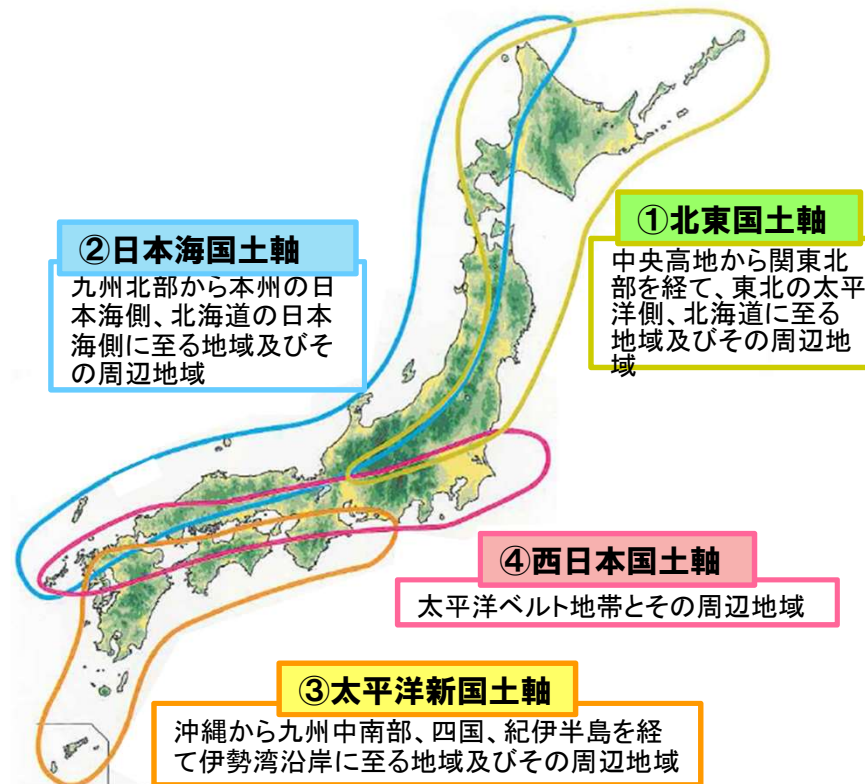 ①北東国土軸
中央高地から関東北
部を経て、東北の太平
洋側、北海道に至る
地域及びその周辺地
域
②日本海国土軸
九州北部から本州の日
本海側、北海道の日本
海側に至る地域及びそ
の周辺地域
④西日本国土軸
太平洋ベルト地帯とその周辺地域
③太平洋新国土軸
沖縄から九州中南部、四国、紀伊半島を経
て伊勢湾沿岸に至る地域及びその周辺地域